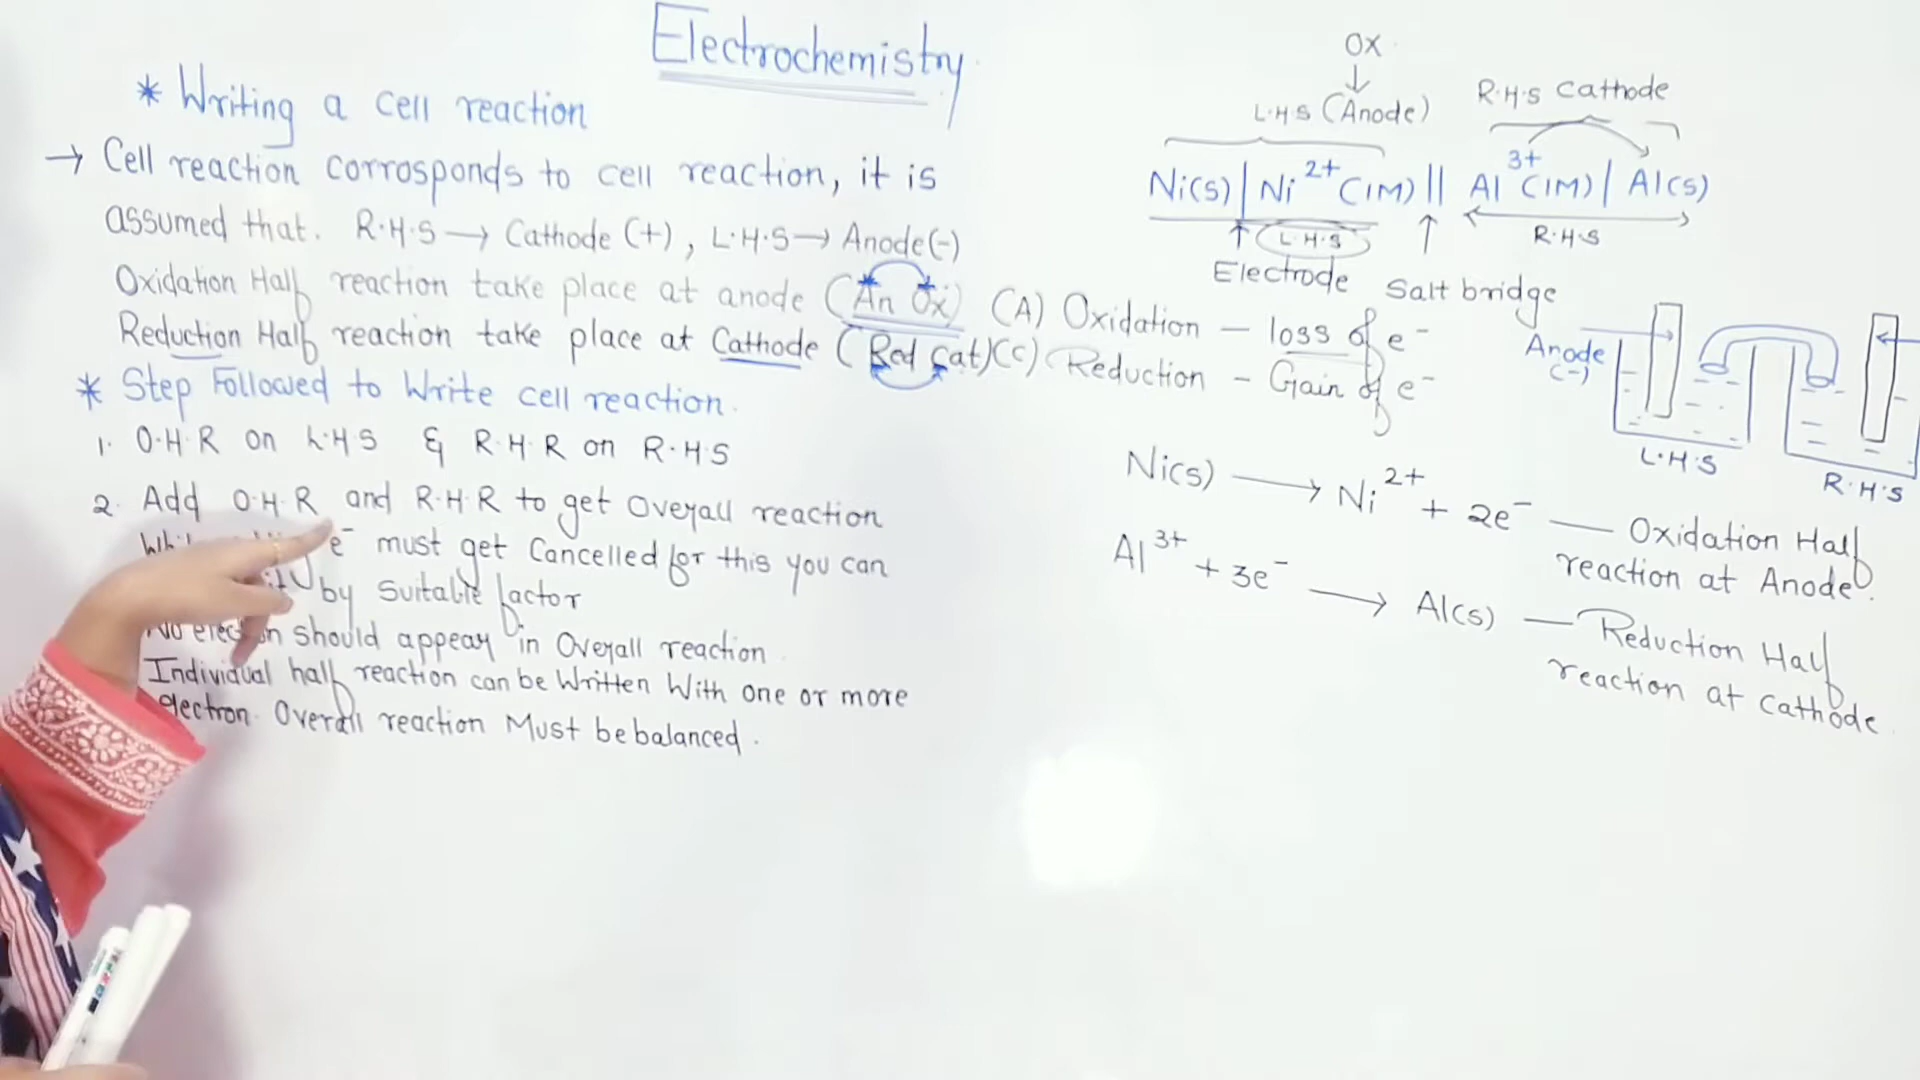 Electrochemistry
* Writing a cell reaction
→ Cell reaction corrosponds to cell reaction, it is
assumed that. R.H.S → Cathode (+), L.H.S → Anode(-)
Oxidation Half reaction take place at anode (An Ox) (A) Oxidation - loss of e⁻
Reduction Half reaction take place at Cathode (Red Cat)(C) Reduction - Gain of e⁻
* Step Followed to Write cell reaction.
1. O.H.R on L.H.S & R.H.R on R.H.S
2. Add O.H.R and R.H.R to get Overall reaction
e⁻ must get Cancelled for this you can
by Suitable factor
No electron should appear in Overall reaction.
Individual half reaction can be Written With one or more
electron. Overall reaction Must be balanced.
OX
↓
L.H.S (Anode)
R.H.S Cathode
Ni(s) | Ni²⁺ (1M) || Al³⁺ (1M) | Al(s)
L.H.S
R.H.S
Electrode
Salt bridge
Anode
(-)
L.H.S
R.H.S
Ni(s) → Ni²⁺ + 2e⁻ — Oxidation Half
reaction at Anode.
Al³⁺ + 3e⁻ → Al(s) — Reduction Half
reaction at Cathode.